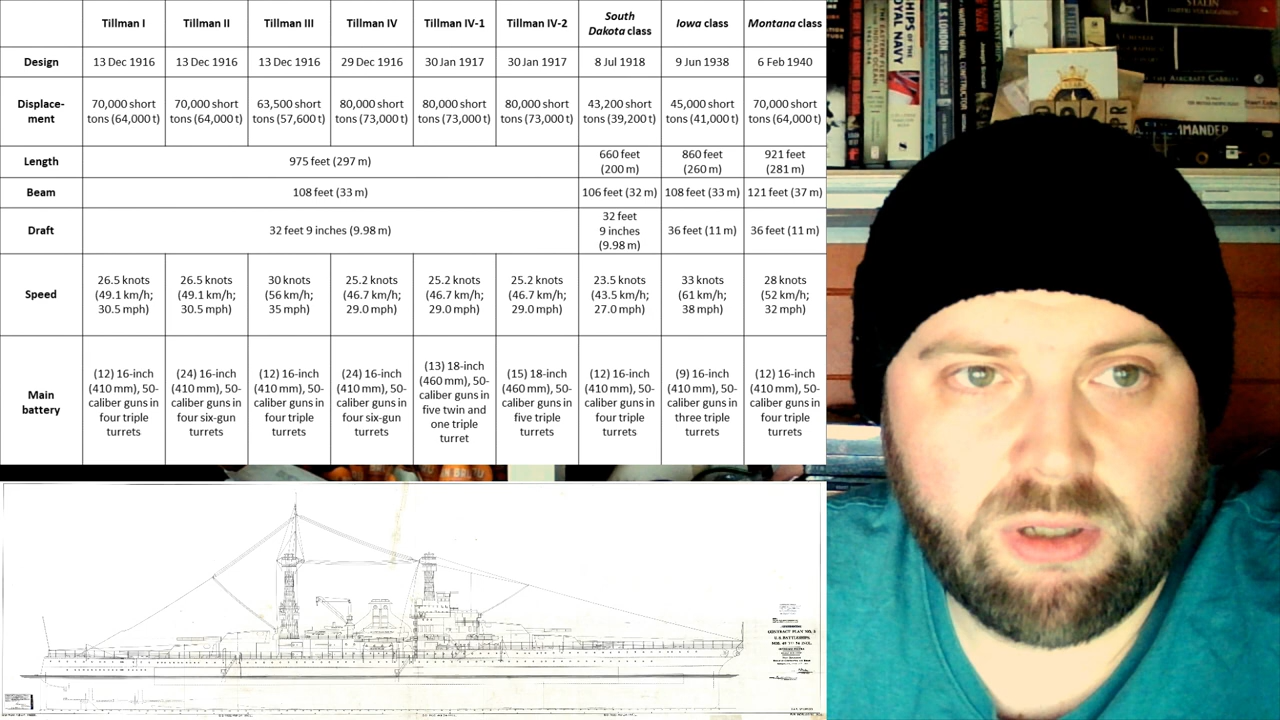 Tillman I Tillman II Tillman III Tillman IV Tillman IV-1 Tillman IV-2 South Dakota class Iowa class Montana class
Design 13 Dec 1916 13 Dec 1916 13 Dec 1916 29 Dec 1916 30 Jan 1917 30 Jan 1917 8 Jul 1918 9 Jun 1938 6 Feb 1940
Displace-
ment
70,000 short
tons (64,000 t)
70,000 short
tons (64,000 t)
63,500 short
tons (57,600 t)
80,000 short
tons (73,000 t)
80,000 short
tons (73,000 t)
80,000 short
tons (73,000 t)
43,200 short
tons (39,200 t)
45,000 short
tons (41,000 t)
70,000 short
tons (64,000 t)
Length
975 feet (297 m)
660 feet
(200 m)
860 feet
(260 m)
921 feet
(281 m)
Beam
108 feet (33 m)
106 feet (32 m)
108 feet (33 m)
121 feet (37 m)
Draft
32 feet 9 inches (9.98 m)
32 feet
9 inches
(9.98 m)
36 feet (11 m)
36 feet (11 m)
Speed
26.5 knots
(49.1 km/h;
30.5 mph)
26.5 knots
(49.1 km/h;
30.5 mph)
30 knots
(56 km/h;
35 mph)
25.2 knots
(46.7 km/h;
29.0 mph)
25.2 knots
(46.7 km/h;
29.0 mph)
25.2 knots
(46.7 km/h;
29.0 mph)
23.5 knots
(43.5 km/h;
27.0 mph)
33 knots
(61 km/h;
38 mph)
28 knots
(52 km/h;
32 mph)
Main
battery
(12) 16-inch
(410 mm), 50-
caliber guns in
four triple
turrets
(24) 16-inch
(410 mm), 50-
caliber guns in
four six-gun
turrets
(12) 16-inch
(410 mm), 50-
caliber guns in
four triple
turrets
(24) 16-inch
(410 mm), 50-
caliber guns in
four six-gun
turrets
(13) 18-inch
(460 mm), 50-
caliber guns in
five twin and
one triple
turret
(15) 18-inch
(460 mm), 50-
caliber guns in
five triple
turrets
(12) 16-inch
(410 mm), 50-
caliber guns in
four triple
turrets
(9) 16-inch
(410 mm), 50-
caliber guns in
three triple
turrets
(12) 16-inch
(410 mm), 50-
caliber guns in
four triple
turrets
STALIN